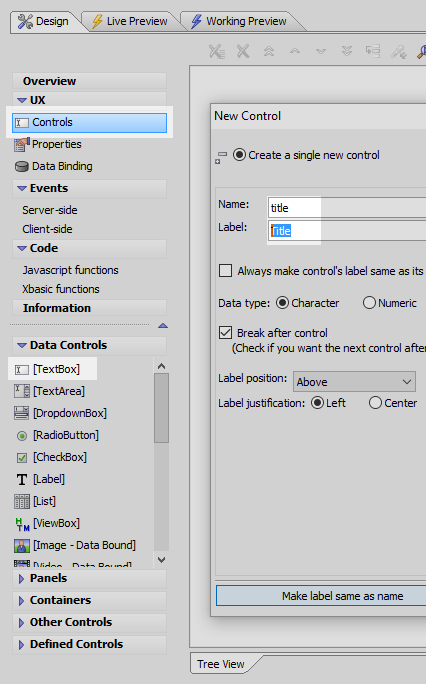 Design
Live Preview
Working Preview
Overview
UX
Controls
Properties
Data Binding
Events
Server-side
Client-side
Code
Javascript functions
Xbasic functions
Information
Data Controls
[TextBox]
[TextArea]
[DropdownBox]
[RadioButton]
[CheckBox]
[Label]
[List]
[ViewBox]
[Image - Data Bound]
[Video - Data Bound]
Panels
Containers
Other Controls
Defined Controls
New Control
Create a single new control
Name: title
Label: Title
Always make control's label same as its
Data type: Character Numeric
Break after control
(Check if you want the next control after
Label position: Above
Label justification: Left Center
Make label same as name
Tree View